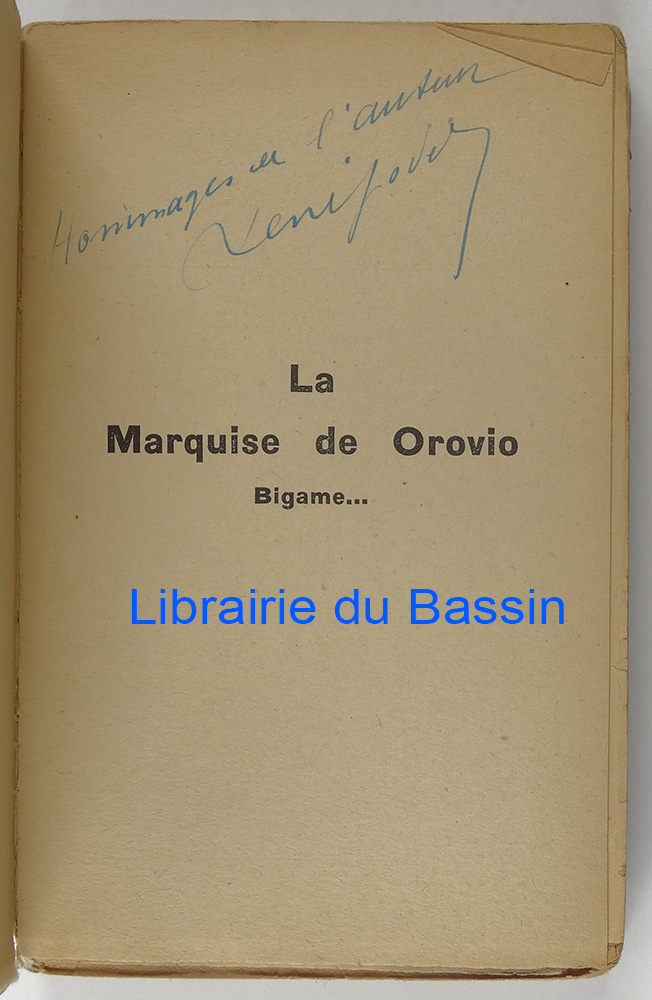 Hommages de l'auteur
La
Marquise de Orovio
Bigame...
Librairie du Bassin